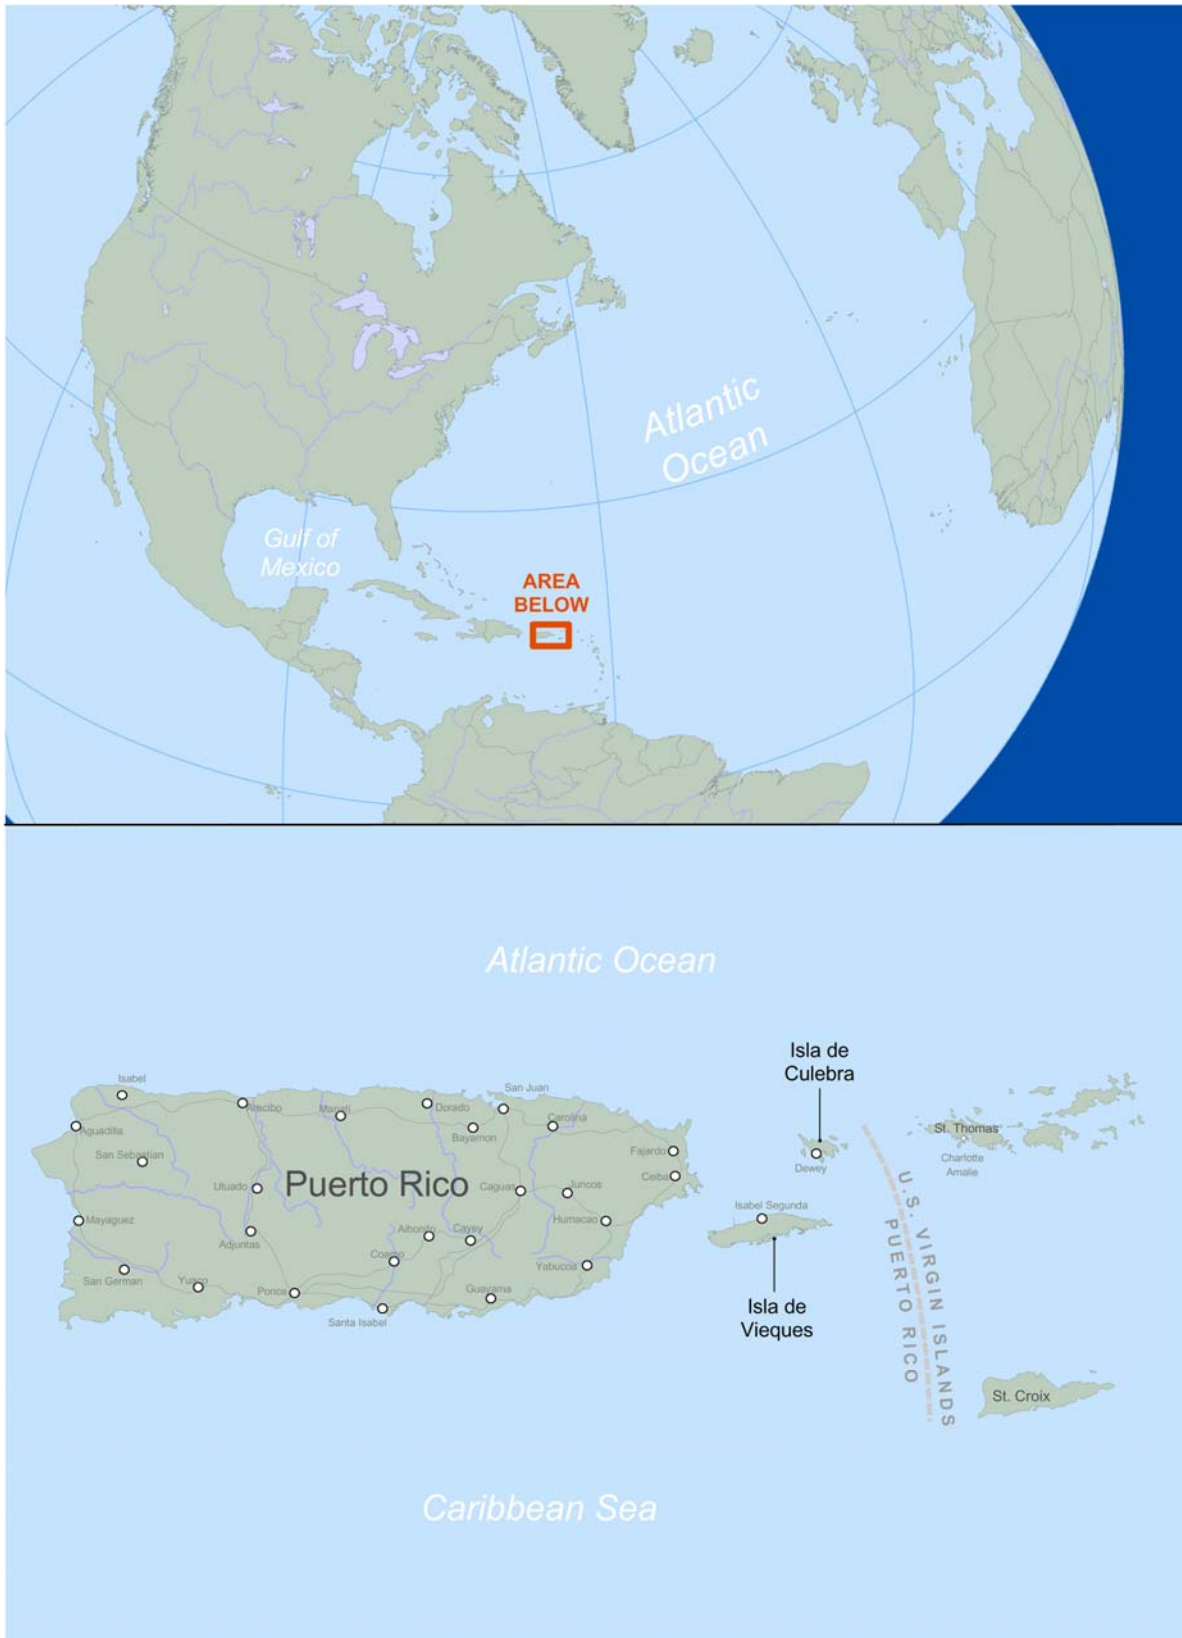 Atlantic
Ocean
Gulf of
Mexico
AREA
BELOW
Atlantic Ocean
Isla de
Culebra
Isabel
San Juan
Arecibo
Manati
Dorado
Carolina
Aguadilla
Bayamon
St. Thomas
San Sebastian
Fajardo
Dewey
Charlotte
Amalie
Utuado
Puerto Rico
Caguas
Juncos
Ceiba
Mayaguez
Isabel Segunda
Adjuntas
Aibonito
Cayey
Humacao
Coamo
Yabucoa
San German
Yuaco
Ponce
Guayama
Santa Isabel
Isla de
Vieques
U.S. VIRGIN ISLANDS
PUERTO RICO
St. Croix
Caribbean Sea